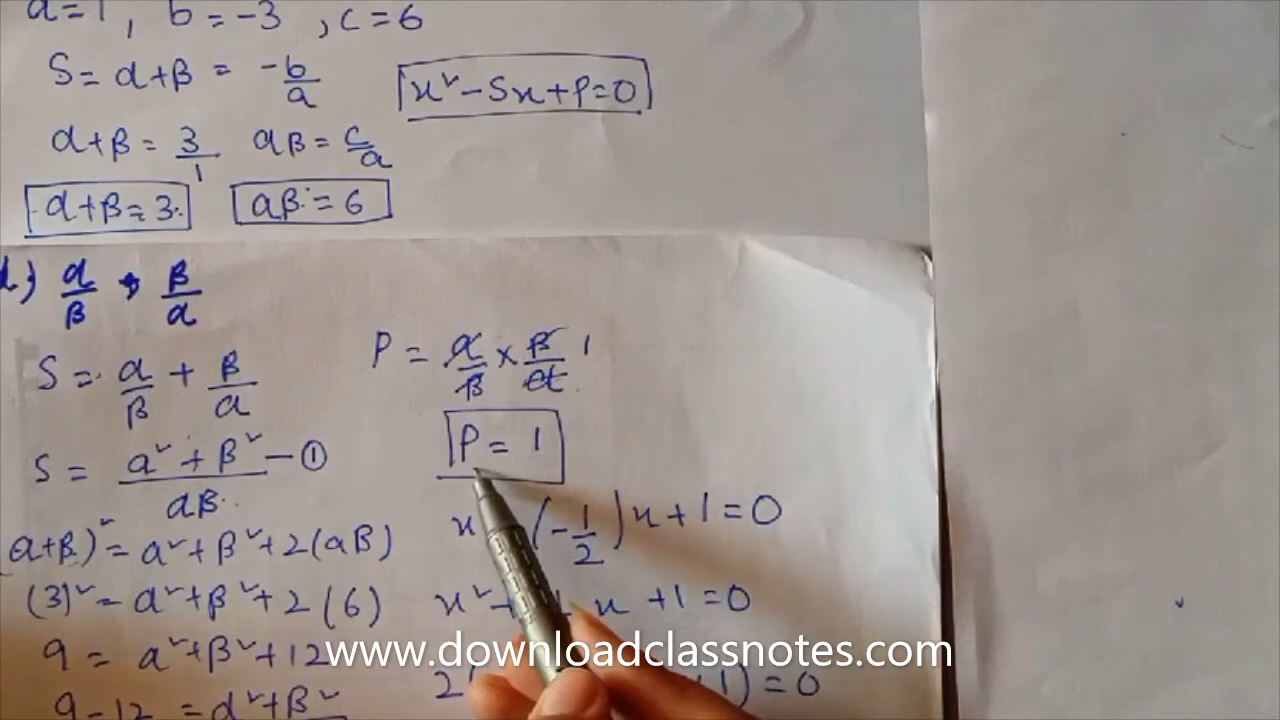 a=1, b=-3, c=6
S = α+β = -b/a
x²-Sx+P=0
α+β = 3/1 αβ = c/a
α+β = 3 αβ = 6
α/β , β/α
S = α/β + β/α
P = α/β × β/α 1
S = α²+β²/αβ -①
P = 1
x (-1/2)x+1=0
(α+β)² = α²+β²+2(αβ)
(3)² = α²+β²+2(6)
x²+ x +1=0
9 = α²+β²+12
www.downloadclassnotes.com
2( 1)=0
9-12 = α²+β²